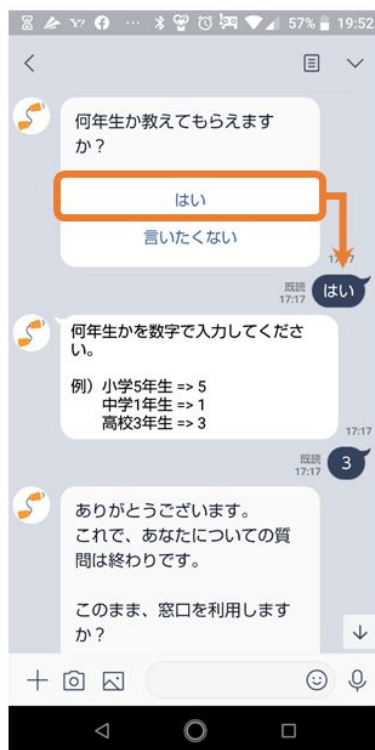 57% 19:52
何年生か教えてもらえます
か？
はい
言いたくない
既読
17:17
はい
何年生かを数字で入力してくださ
い。
例）小学5年生 => 5
中学1年生 => 1
高校3年生 => 3
17:17
既読
17:17
3
ありがとうございます。
これで、あなたについての質
問は終わりです。
このまま、窓口を利用します
か？